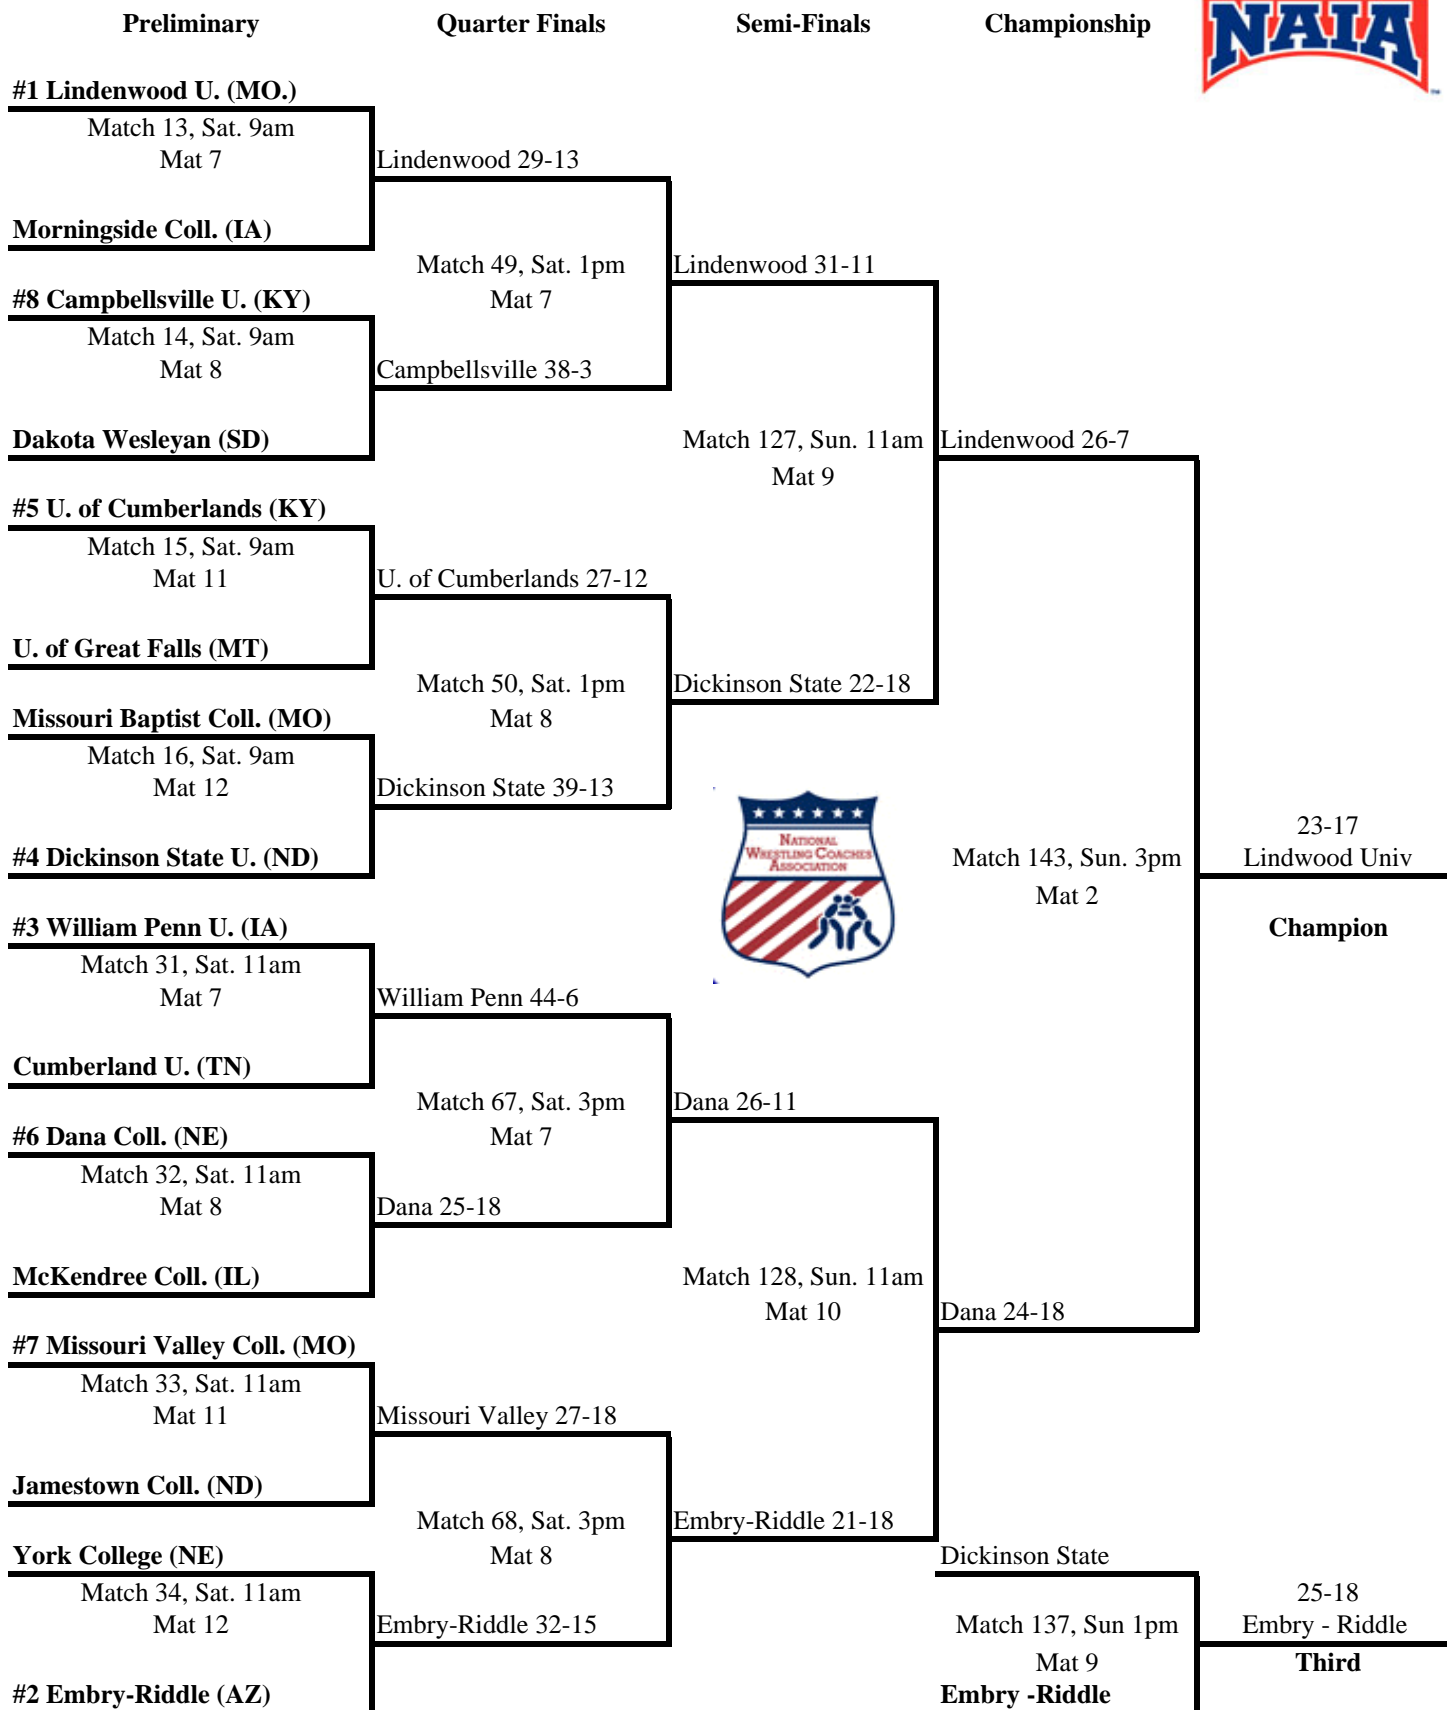 Preliminary Quarter Finals Semi-Finals Championship
NAIA
#1 Lindenwood U. (MO.)
Match 13, Sat. 9am
Mat 7
Lindenwood 29-13
Morningside Coll. (IA)
Match 49, Sat. 1pm
Mat 7
Lindenwood 31-11
#8 Campbellsville U. (KY)
Match 14, Sat. 9am
Mat 8
Campbellsville 38-3
Dakota Wesleyan (SD)
Match 127, Sun. 11am
Mat 9
Lindenwood 26-7
#5 U. of Cumberlands (KY)
Match 15, Sat. 9am
Mat 11
U. of Cumberlands 27-12
U. of Great Falls (MT)
Match 50, Sat. 1pm
Mat 8
Dickinson State 22-18
Missouri Baptist Coll. (MO)
Match 16, Sat. 9am
Mat 12
Dickinson State 39-13
#4 Dickinson State U. (ND)
NATIONAL
WRESTLING COACHES
ASSOCIATION
Match 143, Sun. 3pm
Mat 2
23-17
Lindwood Univ
Champion
#3 William Penn U. (IA)
Match 31, Sat. 11am
Mat 7
William Penn 44-6
Cumberland U. (TN)
Match 67, Sat. 3pm
Mat 7
Dana 26-11
#6 Dana Coll. (NE)
Match 32, Sat. 11am
Mat 8
Dana 25-18
McKendree Coll. (IL)
Match 128, Sun. 11am
Mat 10
Dana 24-18
#7 Missouri Valley Coll. (MO)
Match 33, Sat. 11am
Mat 11
Missouri Valley 27-18
Jamestown Coll. (ND)
Match 68, Sat. 3pm
Mat 8
Embry-Riddle 21-18
York College (NE)
Match 34, Sat. 11am
Mat 12
Embry-Riddle 32-15
#2 Embry-Riddle (AZ)
Dickinson State
Match 137, Sun 1pm
Mat 9
Embry -Riddle
25-18
Embry - Riddle
Third